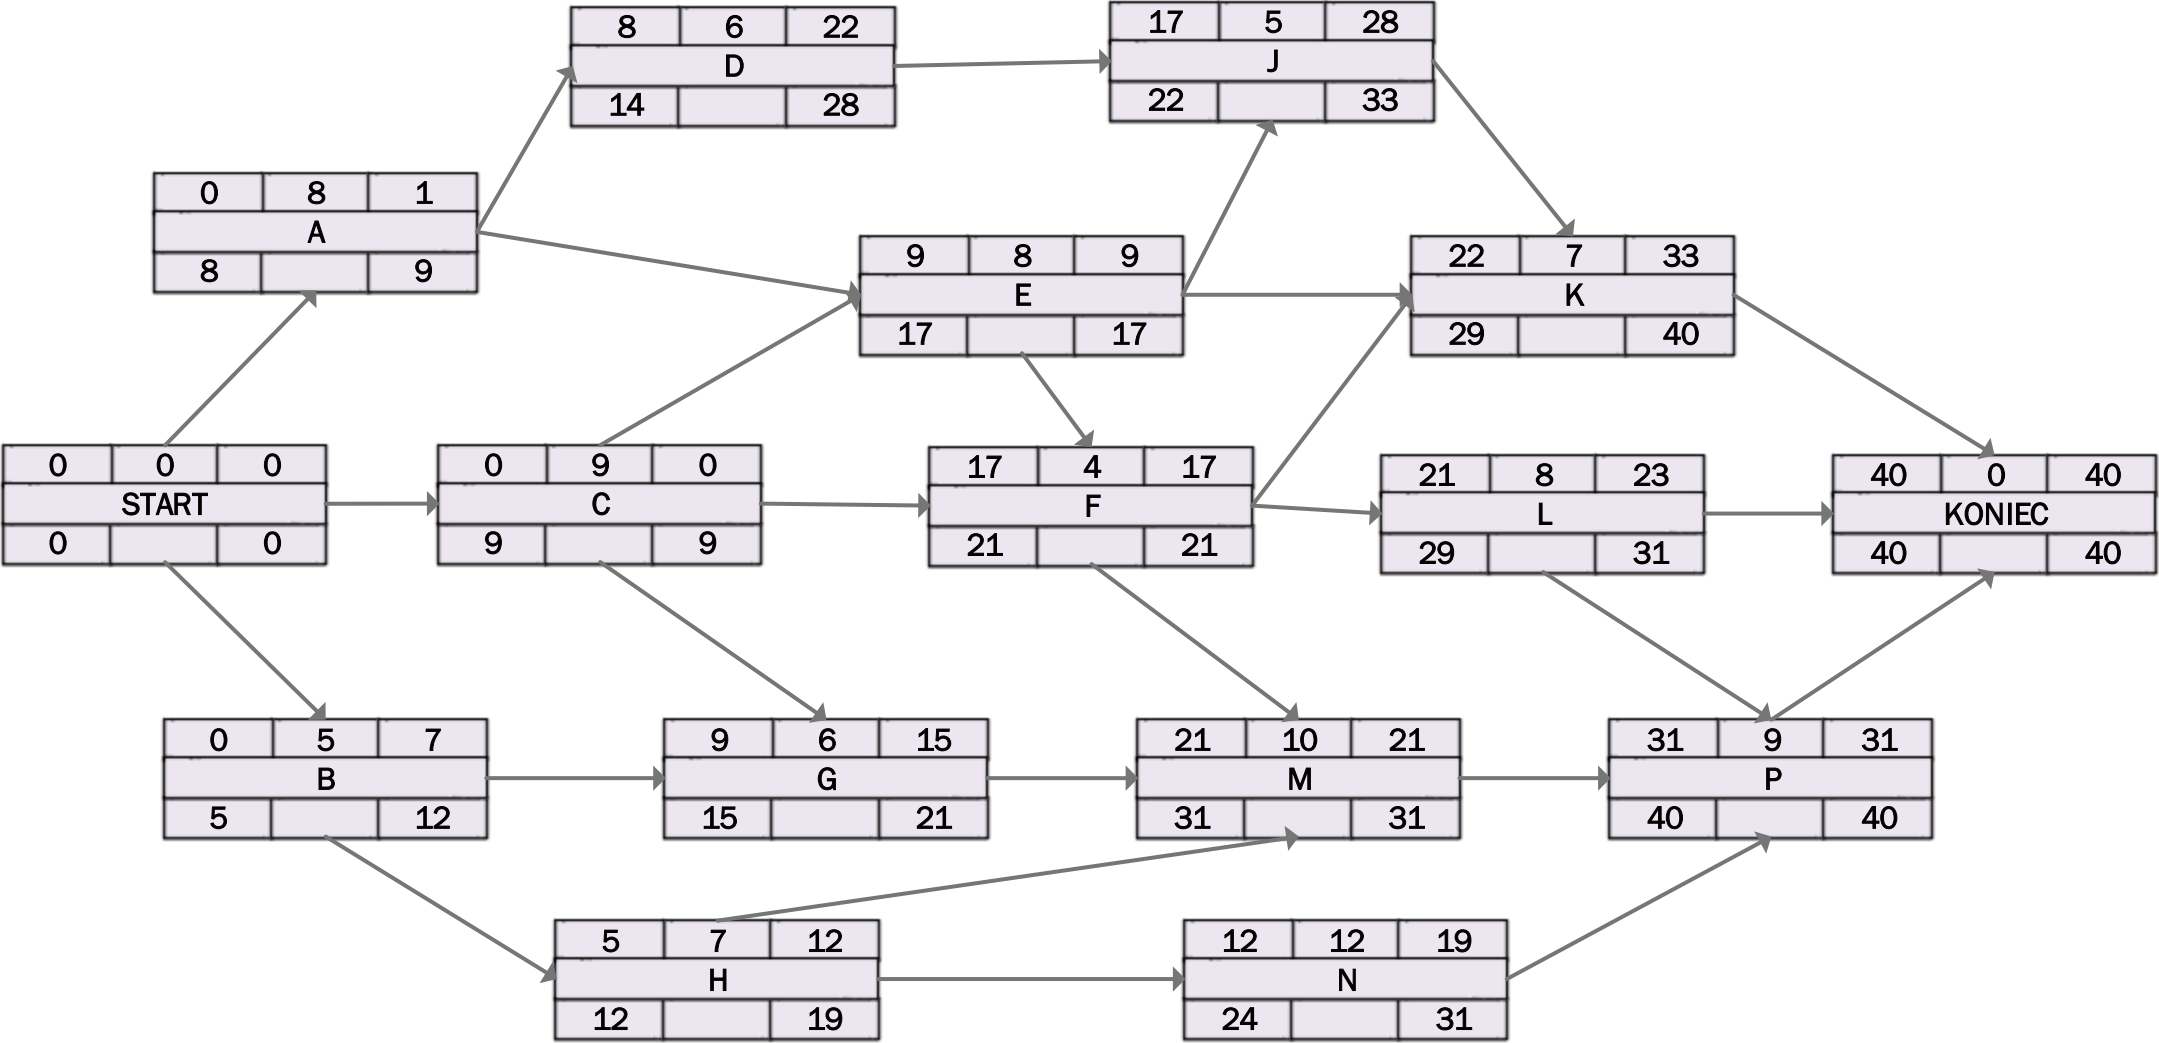 8 6 22
D
14 28
17 5 28
J
22 33
0 8 1
A
8 9
9 8 9
E
17 17
22 7 33
K
29 40
0 0 0
START
0 0
0 9 0
C
9 9
17 4 17
F
21 21
21 8 23
L
29 31
40 0 40
KONIEC
40 40
0 5 7
B
5 12
9 6 15
G
15 21
21 10 21
M
31 31
31 9 31
P
40 40
5 7 12
H
12 19
12 12 19
N
24 31